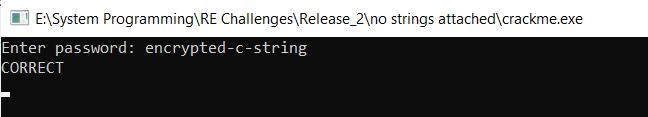 E:\System Programming\RE Challenges\Release_2\no strings attached\crackme.exe
Enter password: encrypted-c-string
CORRECT